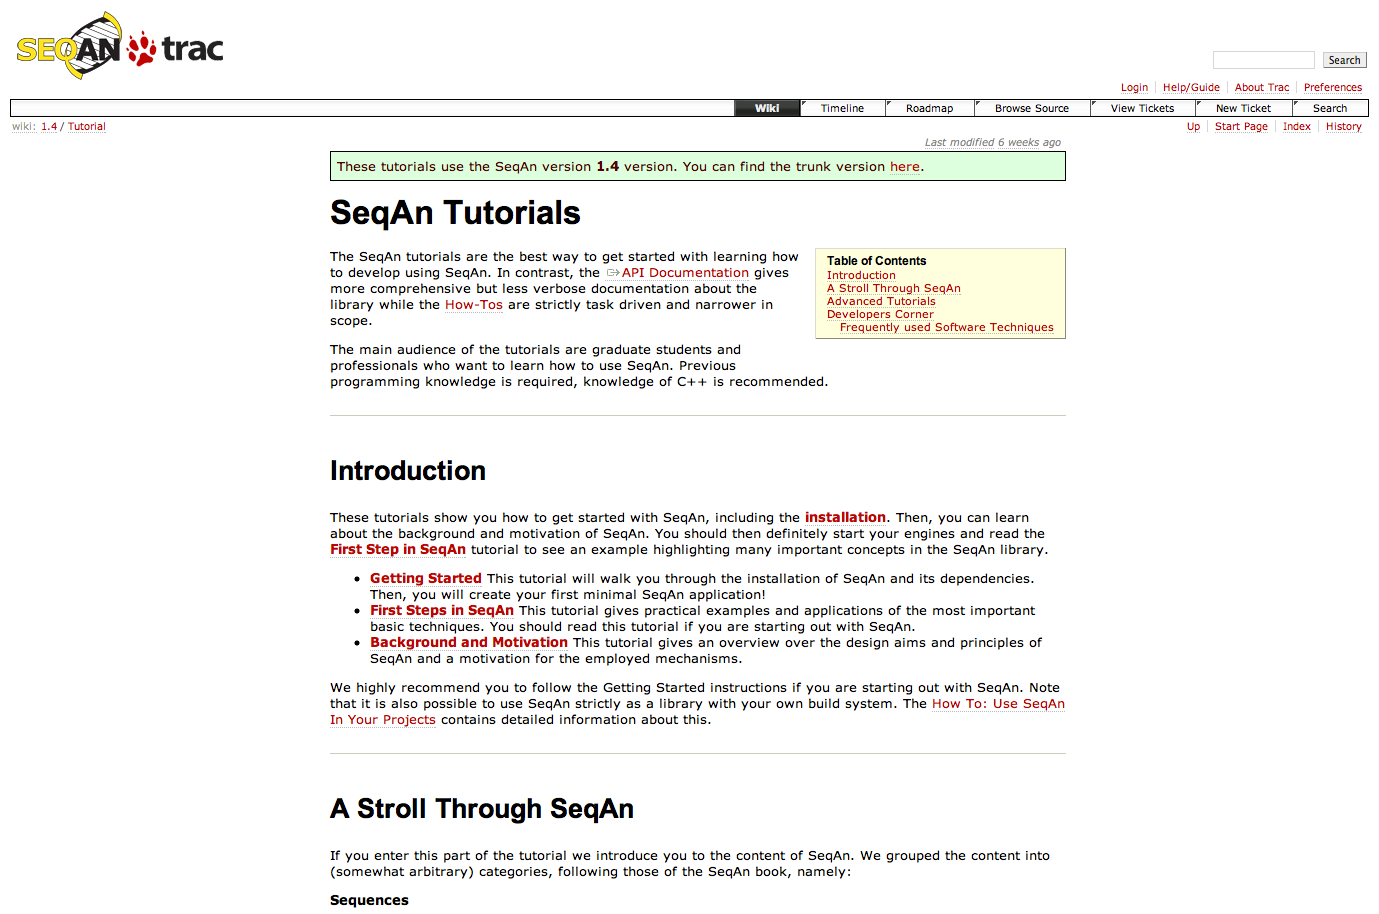 SEQAN trac
Search
Login Help/Guide About Trac Preferences
Wiki Timeline Roadmap Browse Source View Tickets New Ticket Search
wiki: 1.4 / Tutorial
Up Start Page Index History
Last modified 6 weeks ago
These tutorials use the SeqAn version 1.4 version. You can find the trunk version here.
SeqAn Tutorials
The SeqAn tutorials are the best way to get started with learning how
to develop using SeqAn. In contrast, the API Documentation gives
more comprehensive but less verbose documentation about the
library while the How-Tos are strictly task driven and narrower in
scope.
Table of Contents
Introduction
A Stroll Through SeqAn
Advanced Tutorials
Developers Corner
Frequently used Software Techniques
The main audience of the tutorials are graduate students and
professionals who want to learn how to use SeqAn. Previous
programming knowledge is required, knowledge of C++ is recommended.
Introduction
These tutorials show you how to get started with SeqAn, including the installation. Then, you can learn
about the background and motivation of SeqAn. You should then definitely start your engines and read the
First Step in SeqAn tutorial to see an example highlighting many important concepts in the SeqAn library.
• Getting Started This tutorial will walk you through the installation of SeqAn and its dependencies.
Then, you will create your first minimal SeqAn application!
• First Steps in SeqAn This tutorial gives practical examples and applications of the most important
basic techniques. You should read this tutorial if you are starting out with SeqAn.
• Background and Motivation This tutorial gives an overview over the design aims and principles of
SeqAn and a motivation for the employed mechanisms.
We highly recommend you to follow the Getting Started instructions if you are starting out with SeqAn. Note
that it is also possible to use SeqAn strictly as a library with your own build system. The How To: Use SeqAn
In Your Projects contains detailed information about this.
A Stroll Through SeqAn
If you enter this part of the tutorial we introduce you to the content of SeqAn. We grouped the content into
(somewhat arbitrary) categories, following those of the SeqAn book, namely:
Sequences